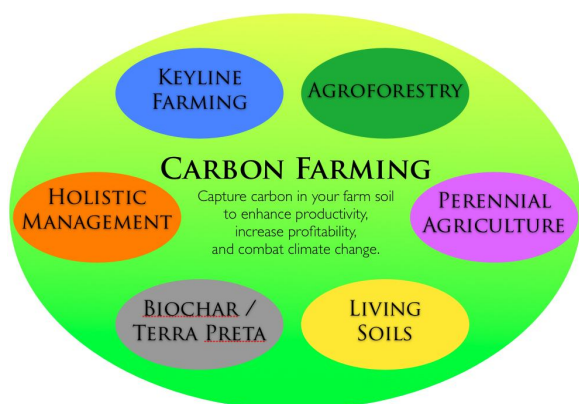 KEYLINE
FARMING
AGROFORESTRY
CARBON FARMING
Capture carbon in your farm soil
to enhance productivity,
increase profitability,
and combat climate change.
HOLISTIC
MANAGEMENT
PERENNIAL
AGRICULTURE
BIOCHAR /
TERRA PRETA
LIVING
SOILS